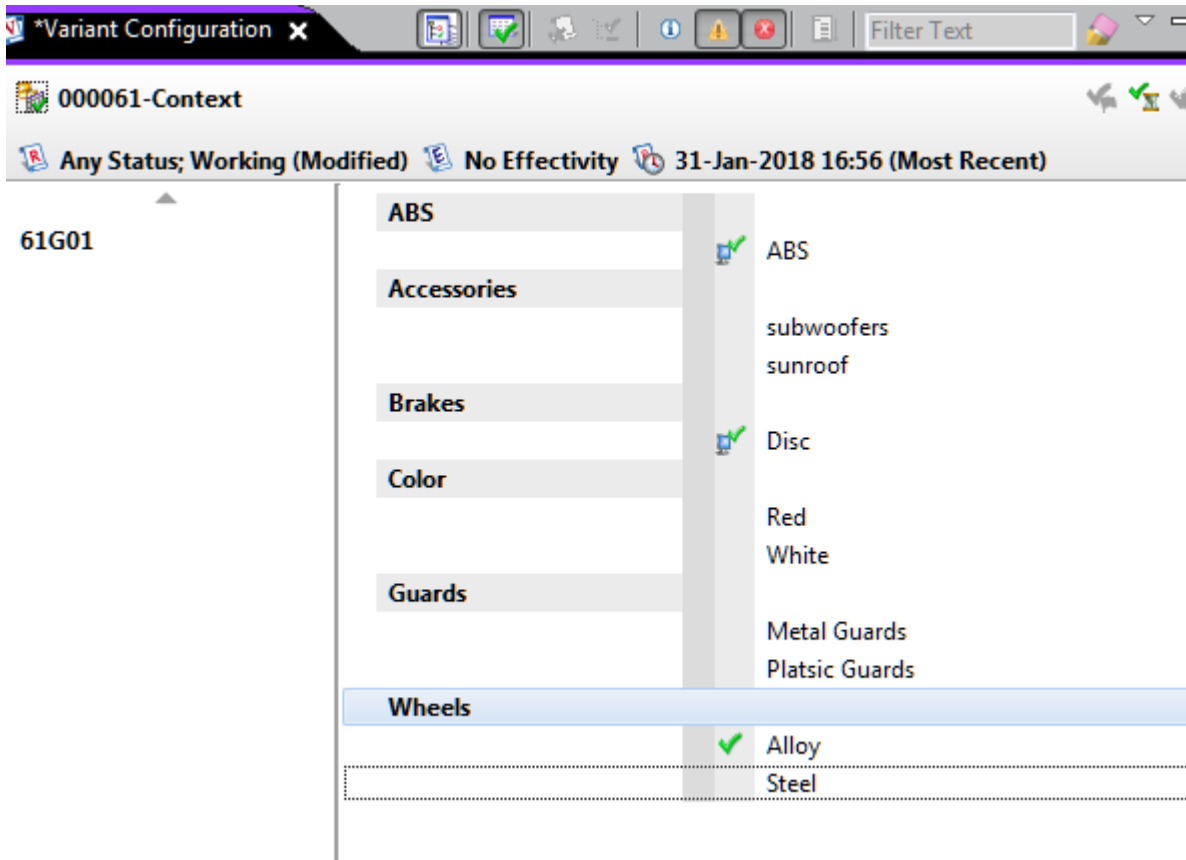 *Variant Configuration
Filter Text
000061-Context
Any Status; Working (Modified) No Effectivity 31-Jan-2018 16:56 (Most Recent)
61G01
ABS
ABS
Accessories
subwoofers
sunroof
Brakes
Disc
Color
Red
White
Guards
Metal Guards
Platsic Guards
Wheels
Alloy
Steel